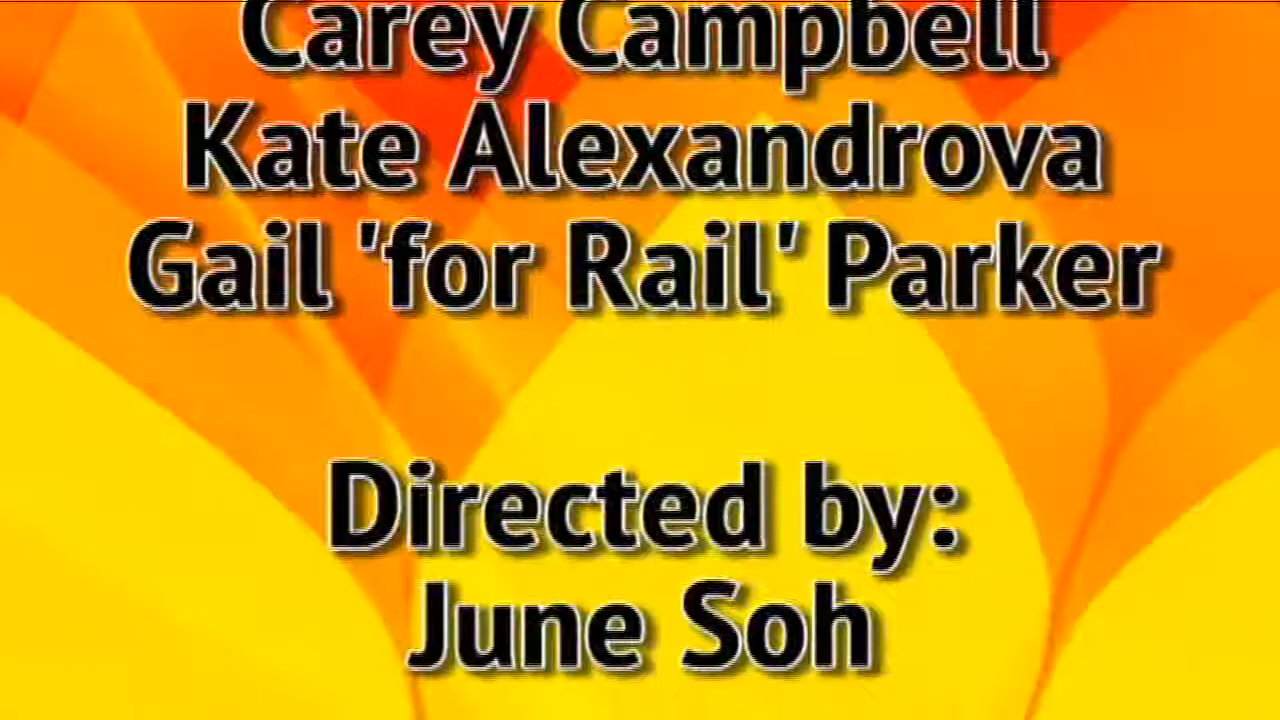 Carey Campbell
Kate Alexandrova
Gail 'for Rail' Parker
Directed by:
June Soh